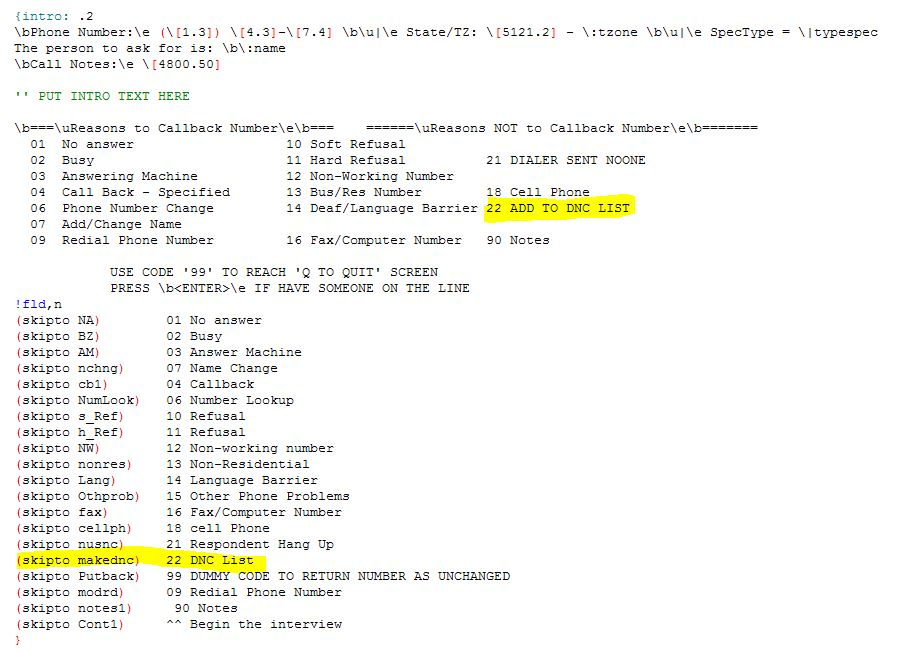 {intro: .2
\bPhone Number:\e (\[1.3]) \[4.3]-\[7.4] \b\u|\e State/TZ: \[5121.2] - \:tzone \b\u|\e SpecType = \|typespec
The person to ask for is: \b\:name
\bCall Notes:\e \[4800.50]
'' PUT INTRO TEXT HERE
\b===\uReasons to Callback Number\e\b=== ======\uReasons NOT to Callback Number\e\b=======
01 No answer 10 Soft Refusal
02 Busy 11 Hard Refusal 21 DIALER SENT NOONE
03 Answering Machine 12 Non-Working Number
04 Call Back - Specified 13 Bus/Res Number 18 Cell Phone
06 Phone Number Change 14 Deaf/Language Barrier 22 ADD TO DNC LIST
07 Add/Change Name
09 Redial Phone Number 16 Fax/Computer Number 90 Notes
USE CODE '99' TO REACH 'Q TO QUIT' SCREEN
PRESS \b<ENTER>\e IF HAVE SOMEONE ON THE LINE
!fld,n
(skipto NA) 01 No answer
(skipto BZ) 02 Busy
(skipto AM) 03 Answer Machine
(skipto nchng) 07 Name Change
(skipto cb1) 04 Callback
(skipto NumLook) 06 Number Lookup
(skipto s_Ref) 10 Refusal
(skipto h_Ref) 11 Refusal
(skipto NW) 12 Non-working number
(skipto nonres) 13 Non-Residential
(skipto Lang) 14 Language Barrier
(skipto Othprob) 15 Other Phone Problems
(skipto fax) 16 Fax/Computer Number
(skipto cellph) 18 cell Phone
(skipto nusnc) 21 Respondent Hang Up
(skipto makednc) 22 DNC List
(skipto Putback) 99 DUMMY CODE TO RETURN NUMBER AS UNCHANGED
(skipto modrd) 09 Redial Phone Number
(skipto notes1) 90 Notes
(skipto Cont1) ^^ Begin the interview
}